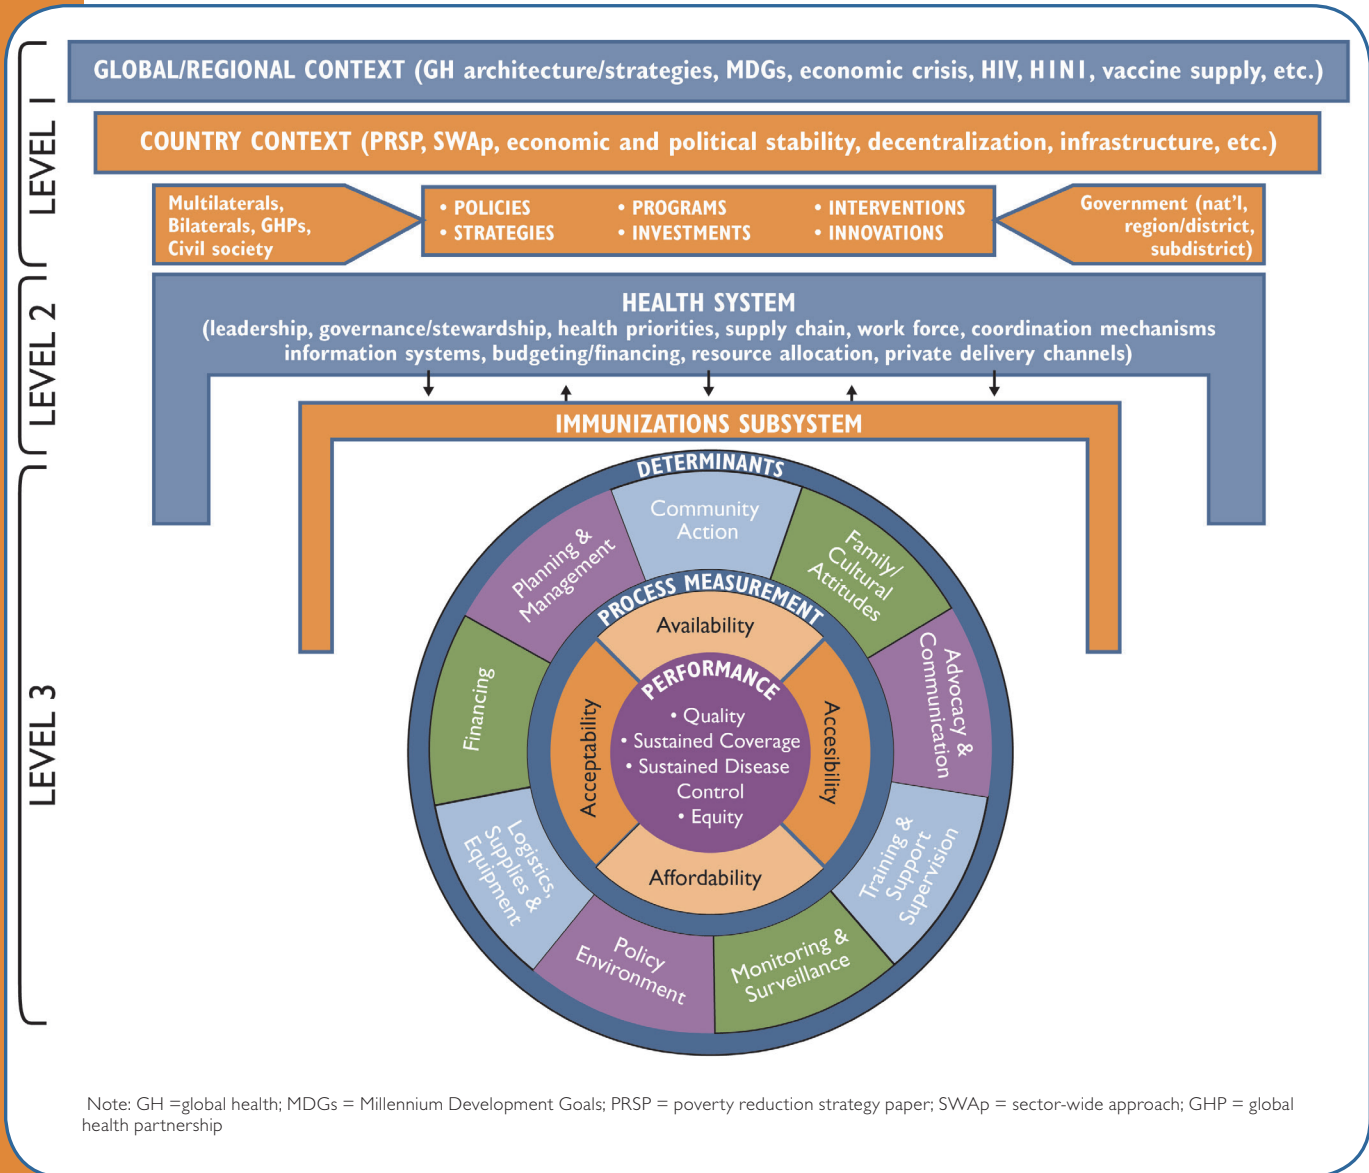 LEVEL 1
GLOBAL/REGIONAL CONTEXT (GH architecture/strategies, MDGs, economic crisis, HIV, H1N1, vaccine supply, etc.)
COUNTRY CONTEXT (PRSP, SWAp, economic and political stability, decentralization, infrastructure, etc.)
Multilaterals,
Bilaterals, GHPs,
Civil society
• POLICIES
• STRATEGIES
• PROGRAMS
• INVESTMENTS
• INTERVENTIONS
• INNOVATIONS
Government (nat'l,
region/district,
subdistrict)
LEVEL 2
HEALTH SYSTEM
(leadership, governance/stewardship, health priorities, supply chain, work force, coordination mechanisms
information systems, budgeting/financing, resource allocation, private delivery channels)
IMMUNIZATIONS SUBSYSTEM
LEVEL 3
DETERMINANTS
Community
Action
Family/
Cultural
Attitudes
Advocacy &
Communication
Training &
Support
Supervision
Monitoring &
Surveillance
Policy
Environment
Logistics,
Supplies &
Equipment
Financing
Planning &
Management
PROCESS MEASUREMENT
Availability
Accesibility
Affordability
Acceptability
PERFORMANCE
• Quality
• Sustained Coverage
• Sustained Disease
Control
• Equity
Note: GH =global health; MDGs = Millennium Development Goals; PRSP = poverty reduction strategy paper; SWAp = sector-wide approach; GHP = global
health partnership